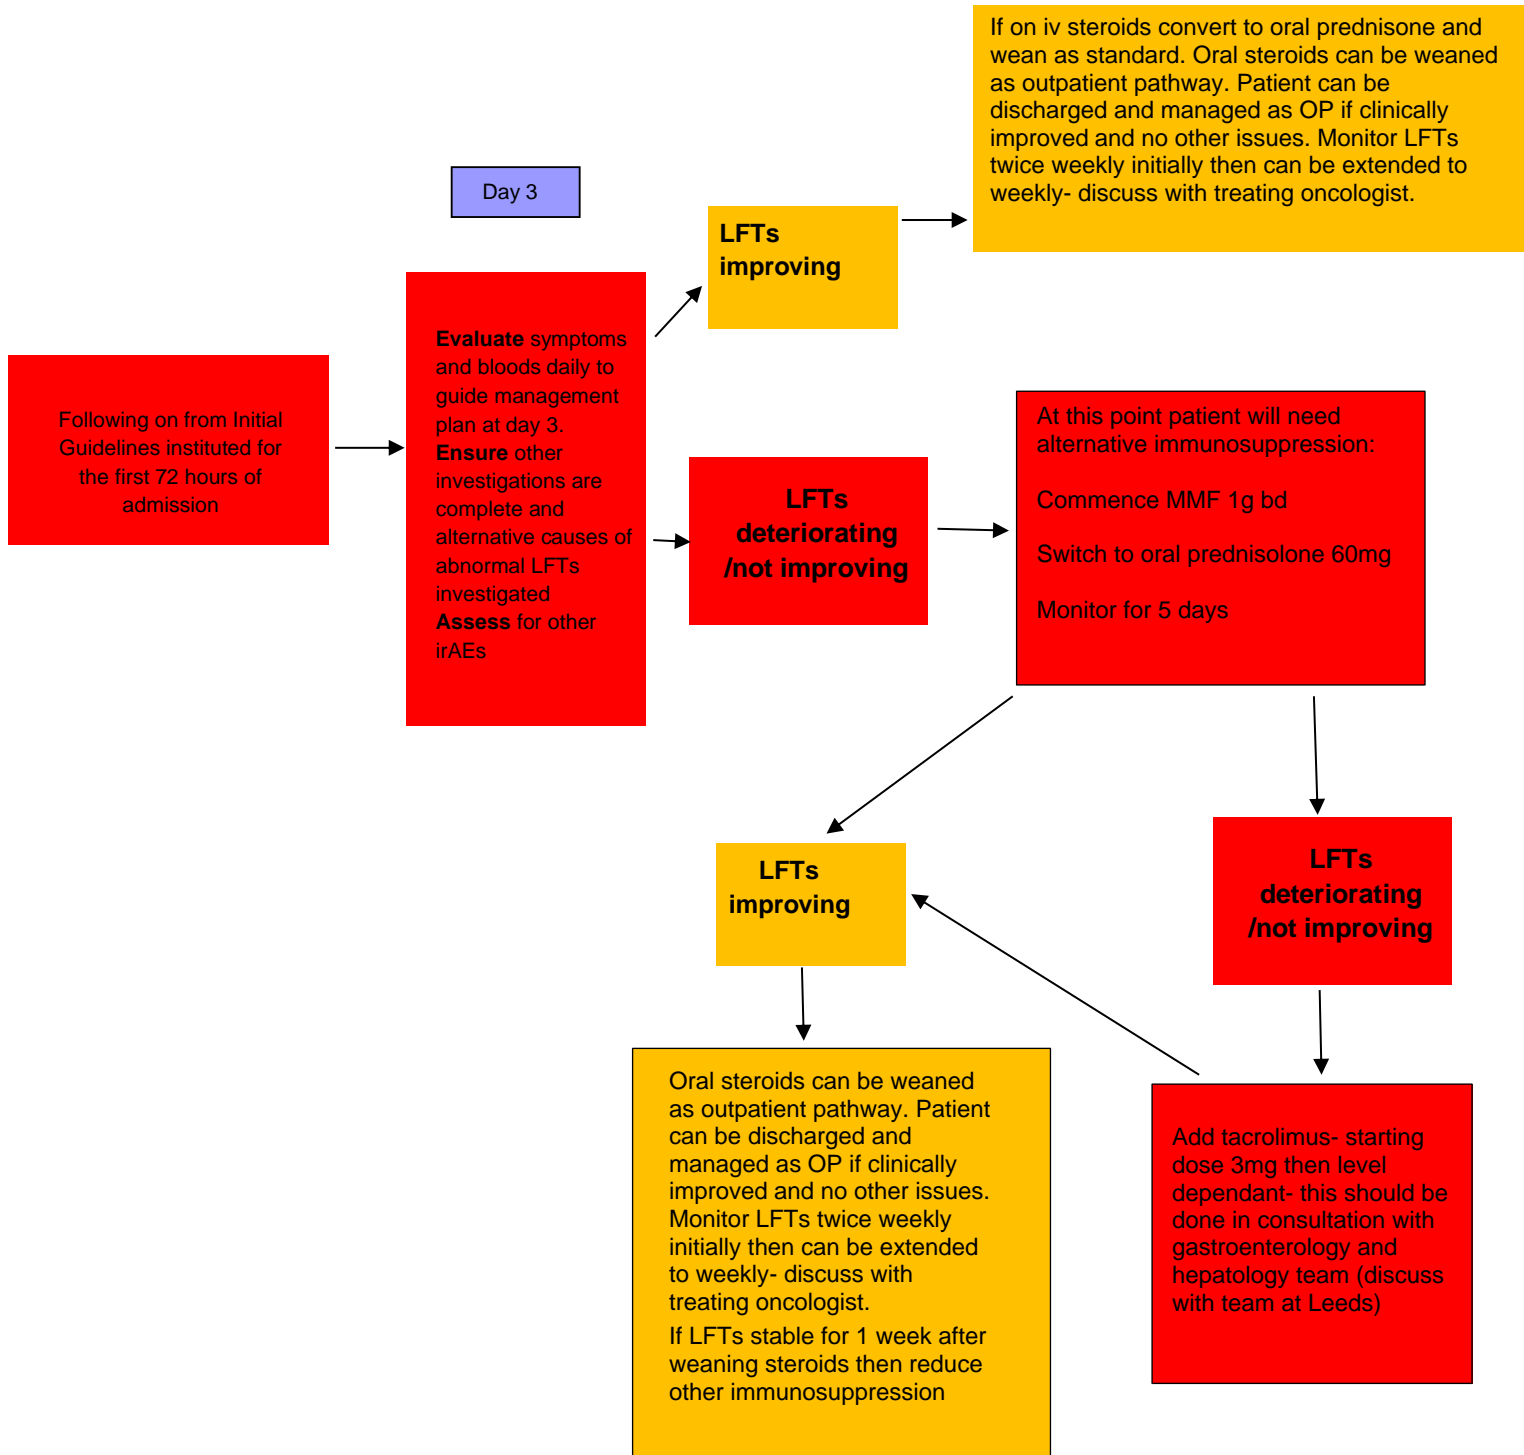 If on iv steroids convert to oral prednisone and
wean as standard. Oral steroids can be weaned
as outpatient pathway. Patient can be
discharged and managed as OP if clinically
improved and no other issues. Monitor LFTs
twice weekly initially then can be extended to
weekly- discuss with treating oncologist.
Day 3
LFTs
improving
Following on from Initial
Guidelines instituted for
the first 72 hours of
admission
Evaluate symptoms
and bloods daily to
guide management
plan at day 3.
Ensure other
investigations are
complete and
alternative causes of
abnormal LFTs
investigated
Assess for other
irAEs
LFTs
deteriorating
/not improving
At this point patient will need
alternative immunosuppression:
Commence MMF 1g bd
Switch to oral prednisolone 60mg
Monitor for 5 days
LFTs
improving
LFTs
deteriorating
/not improving
Oral steroids can be weaned
as outpatient pathway. Patient
can be discharged and
managed as OP if clinically
improved and no other issues.
Monitor LFTs twice weekly
initially then can be extended
to weekly- discuss with
treating oncologist.
If LFTs stable for 1 week after
weaning steroids then reduce
other immunosuppression
Add tacrolimus- starting
dose 3mg then level
dependant- this should be
done in consultation with
gastroenterology and
hepatology team (discuss
with team at Leeds)